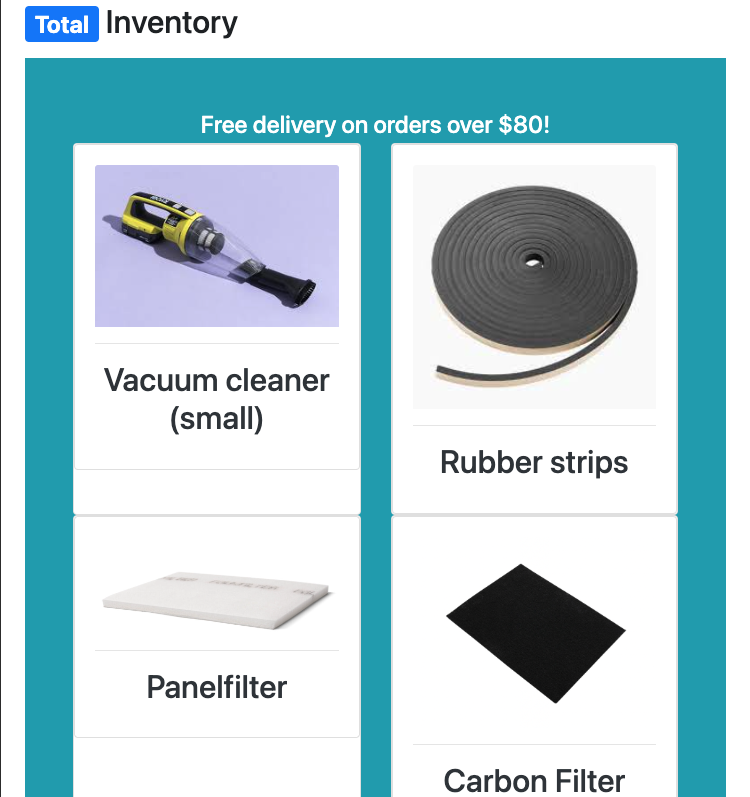 Total Inventory
Free delivery on orders over $80!
Vacuum cleaner
(small)
Rubber strips
Panelfilter
Carbon Filter